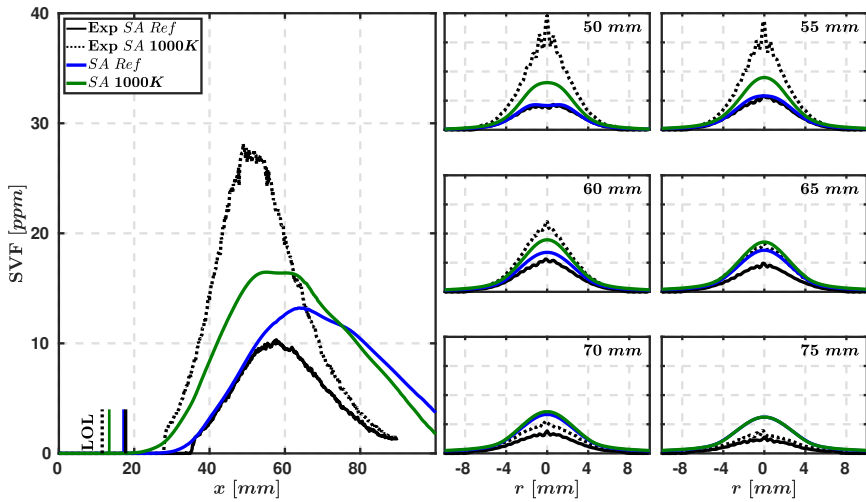 40
30
20
10
0
SVF [ppm]
Exp SA Ref
Exp SA 1000K
SA Ref
SA 1000K
LOL
0 20 40 60 80
x [mm]
50 mm
55 mm
60 mm
65 mm
70 mm
75 mm
-8 -4 0 4 8
r [mm]
-8 -4 0 4 8
r [mm]